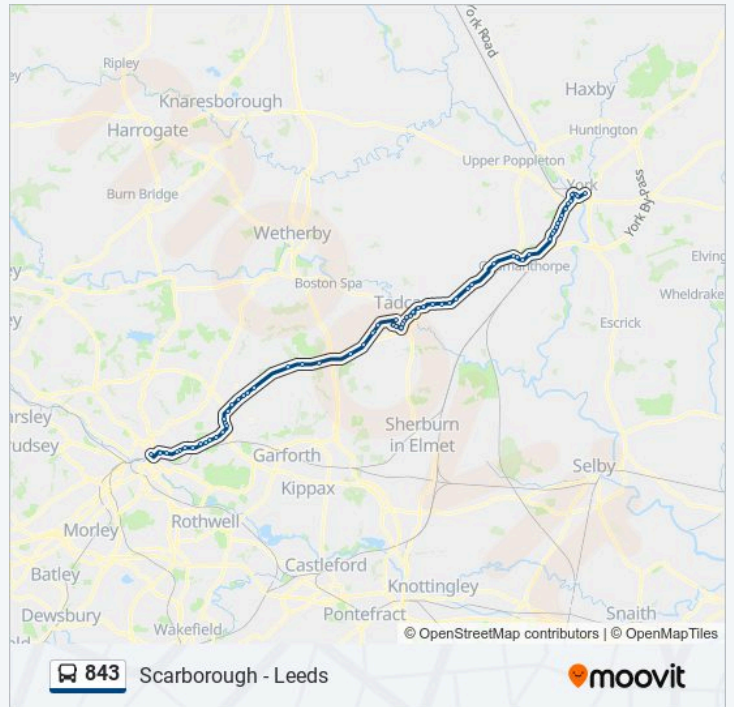 York Road
Ripley
Haxby
Knaresborough
Harrogate
Huntington
Upper Poppleton
York
Burn Bridge
York By Pass
Wetherby
Elving
Boston Spa
Wheldrake
Tadc
Escrick
arsley
Sherburn
in Elmet
udsey
Garforth
Selby
Kippax
Rothwell
Morley
Castleford
Batley
Knottingley
Dewsbury
Pontefract
Snaith
Wakefield
© OpenStreetMap contributors | © OpenMapTiles
843 Scarborough - Leeds
moovit